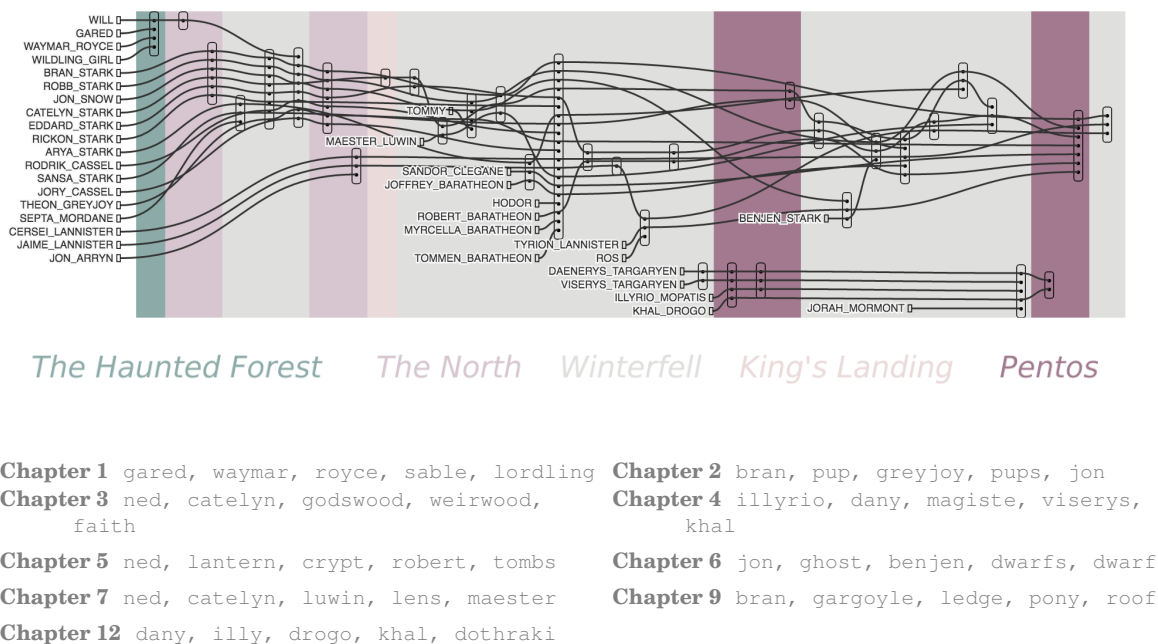 WILL
GARED
WAYMAR_ROYCE
WILDLING_GIRL
BRAN_STARK
ROBB_STARK
JON_SNOW
CATELYN_STARK
EDDARD_STARK
RICKON_STARK
ARYA_STARK
RODRIK_CASSEL
SANSA_STARK
JORY_CASSEL
THEON_GREYJOY
SEPTA_MORDANE
CERSEI_LANNISTER
JAIME_LANNISTER
JON_ARRYN
TOMMY
MAESTER_LUWIN
SANDOR_CLEGANE
JOFFREY_BARATHEON
HODOR
ROBERT_BARATHEON
MYRCELLA_BARATHEON
TOMMEN_BARATHEON
TYRION_LANNISTER
ROS
BENJEN_STARK
DAENERYS_TARGARYEN
VISERYS_TARGARYEN
ILLYRIO_MOPATIS
KHAL_DROGO
JORAH_MORMONT
The Haunted Forest The North Winterfell King's Landing Pentos
Chapter 1 gared, waymar, royce, sable, lordling
Chapter 2 bran, pup, greyjoy, pups, jon
Chapter 3 ned, catelyn, godswood, weirwood,
faith
Chapter 4 illyrio, dany, magiste, viserys,
khal
Chapter 5 ned, lantern, crypt, robert, tombs
Chapter 6 jon, ghost, benjen, dwarfs, dwarf
Chapter 7 ned, catelyn, luwin, lens, maester
Chapter 9 bran, gargoyle, ledge, pony, roof
Chapter 12 dany, illy, drogo, khal, dothraki